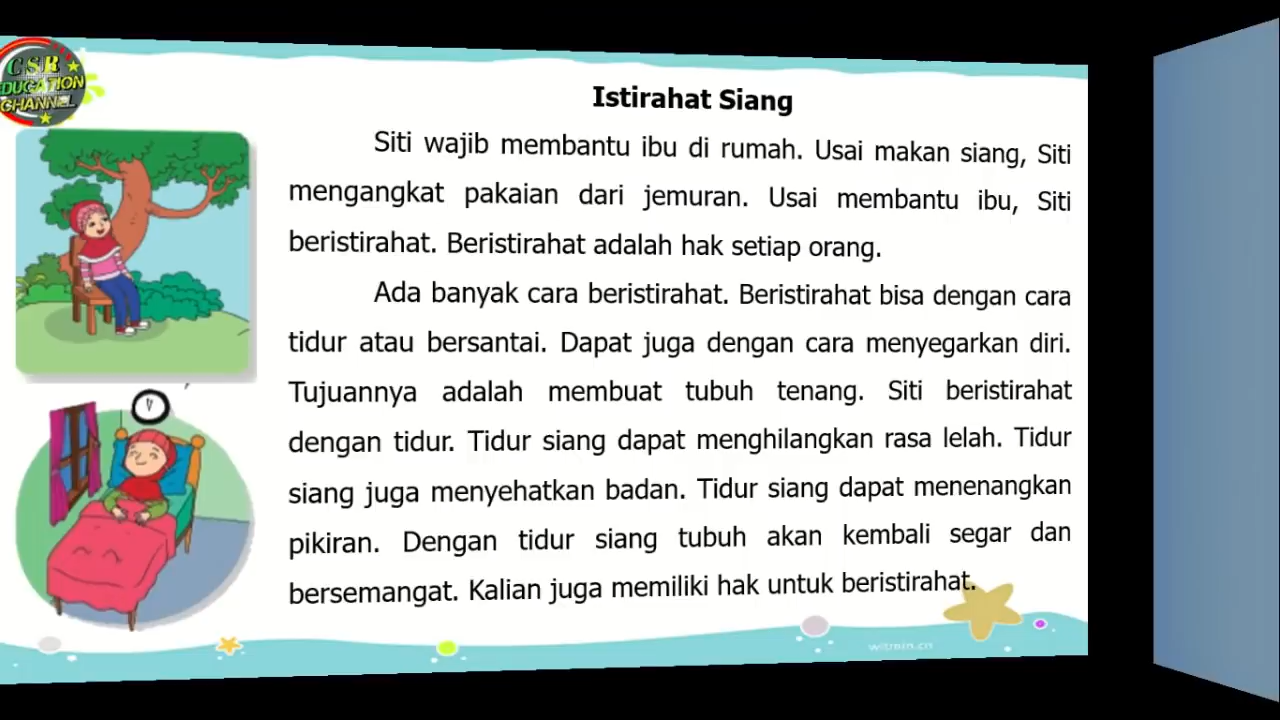 CSR
EDUCATION
CHANNEL
Istirahat Siang
Siti wajib membantu ibu di rumah. Usai makan siang, Siti
mengangkat pakaian dari jemuran. Usai membantu ibu, Siti
beristirahat. Beristirahat adalah hak setiap orang.
Ada banyak cara beristirahat. Beristirahat bisa dengan cara
tidur atau bersantai. Dapat juga dengan cara menyegarkan diri.
Tujuannya adalah membuat tubuh tenang. Siti beristirahat
dengan tidur. Tidur siang dapat menghilangkan rasa lelah. Tidur
siang juga menyehatkan badan. Tidur siang dapat menenangkan
pikiran. Dengan tidur siang tubuh akan kembali segar dan
bersemangat. Kalian juga memiliki hak untuk beristirahat.